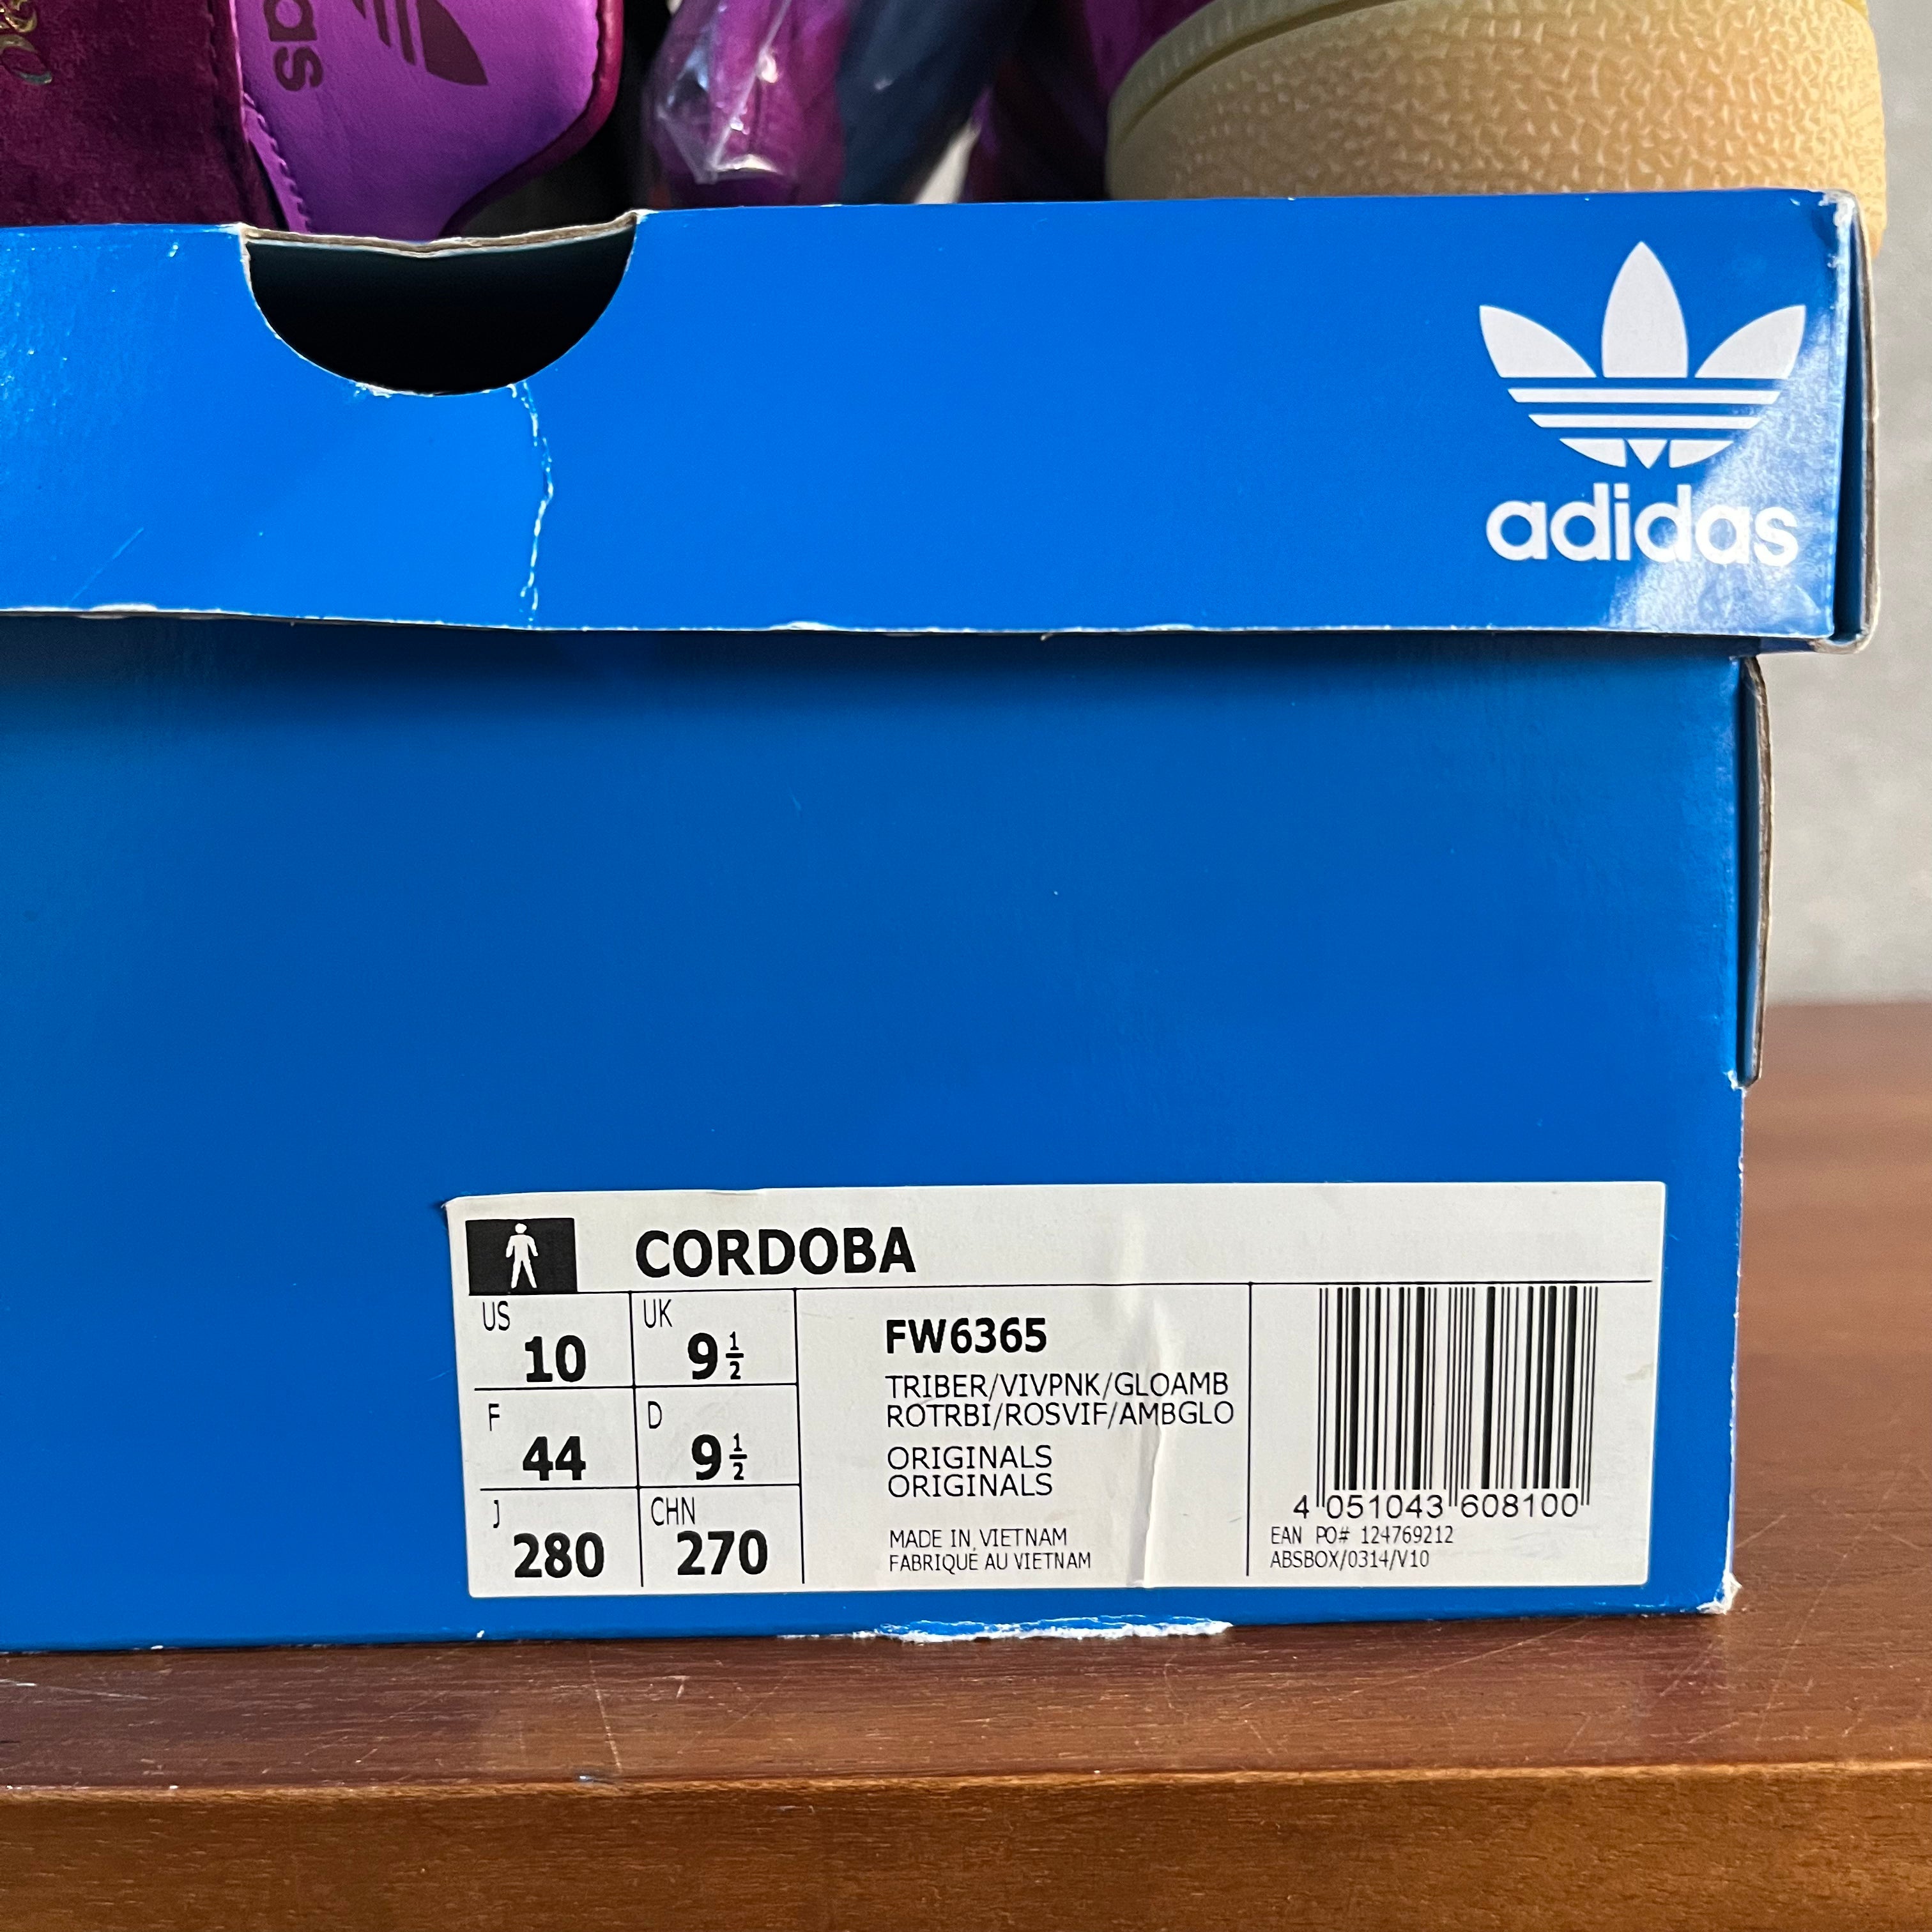 adidas
CORDOBA
US 10
UK 9 1/2
F 44
D 9 1/2
J 280
CHN 270
FW6365
TRIBER/VIVPNK/GLOAMB
ROTRBI/ROSVIF/AMBGLO
ORIGINALS
ORIGINALS
MADE IN VIETNAM
FABRIQUE AU VIETNAM
4 051043 608100
EAN PO# 124769212
ABSBOX/0314/V10